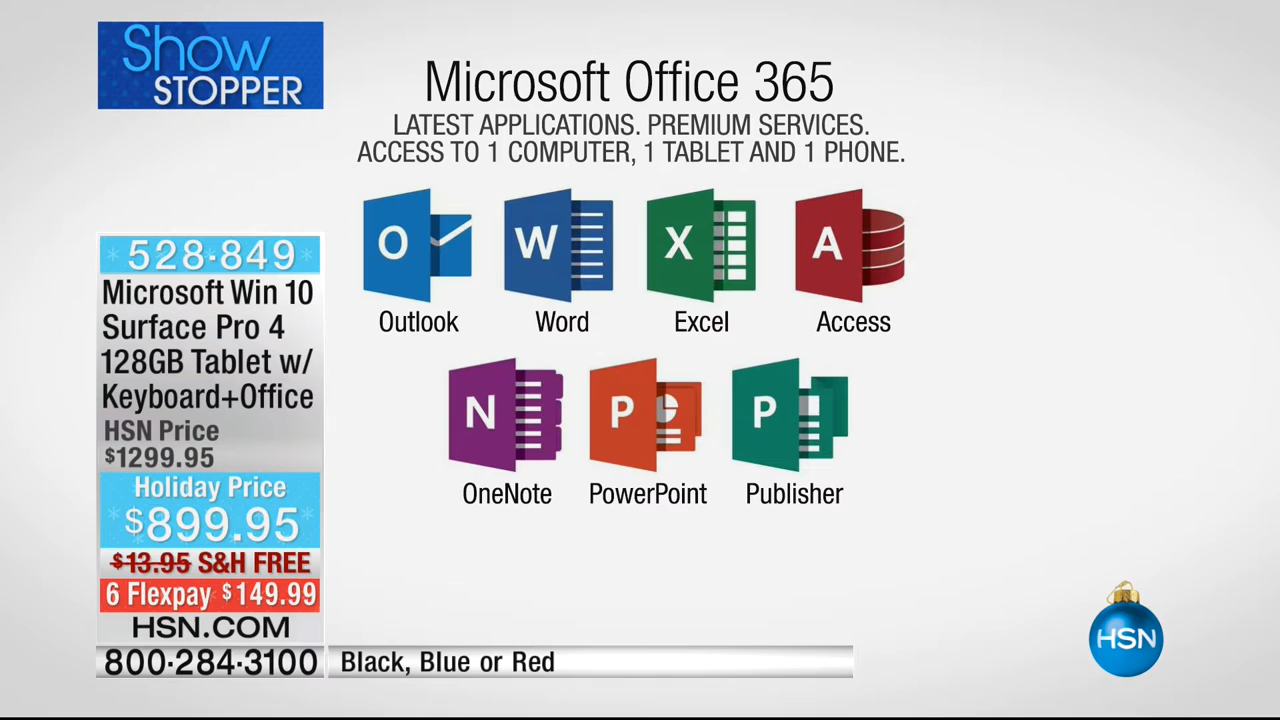 Show
STOPPER
Microsoft Office 365
LATEST APPLICATIONS. PREMIUM SERVICES.
ACCESS TO 1 COMPUTER, 1 TABLET AND 1 PHONE.
O
W
X
A
Outlook
Word
Excel
Access
N
P
P
OneNote
PowerPoint
Publisher
528·849
Microsoft Win 10
Surface Pro 4
128GB Tablet w/
Keyboard+Office
HSN Price
$1299.95
Holiday Price
$899.95
$13.95 S&H FREE
6 Flexpay $149.99
HSN.COM
800·284·3100
Black, Blue or Red
HSN